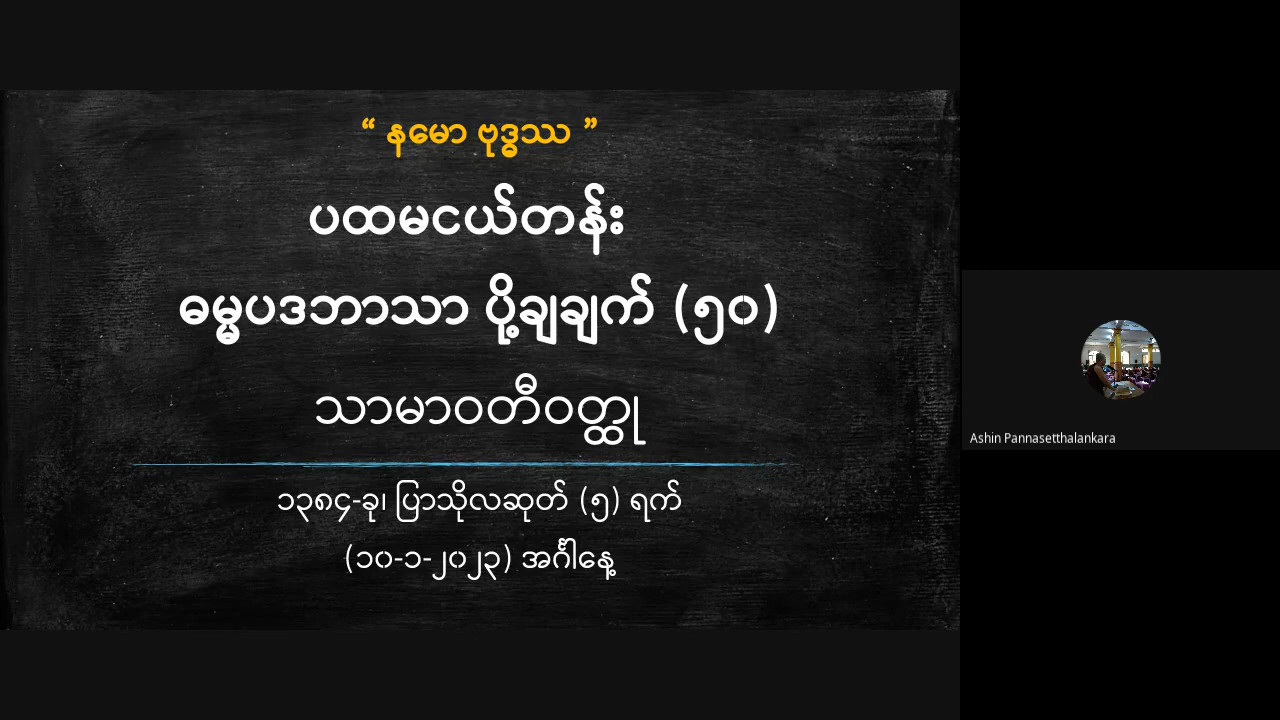 “ နမော ဗုဒ္ဓဿ ”
ပထမငယ်တန်း
ဓမ္မပဒဘာသာ ပို့ချချက် (၅၀)
သာမာဝတီဝတ္ထု
၁၃၈၄-ခု၊ ပြာသိုလဆုတ် (၅) ရက်
(၁၀-၁-၂၀၂၃) အင်္ဂါနေ့
Ashin Pannasetthalankara